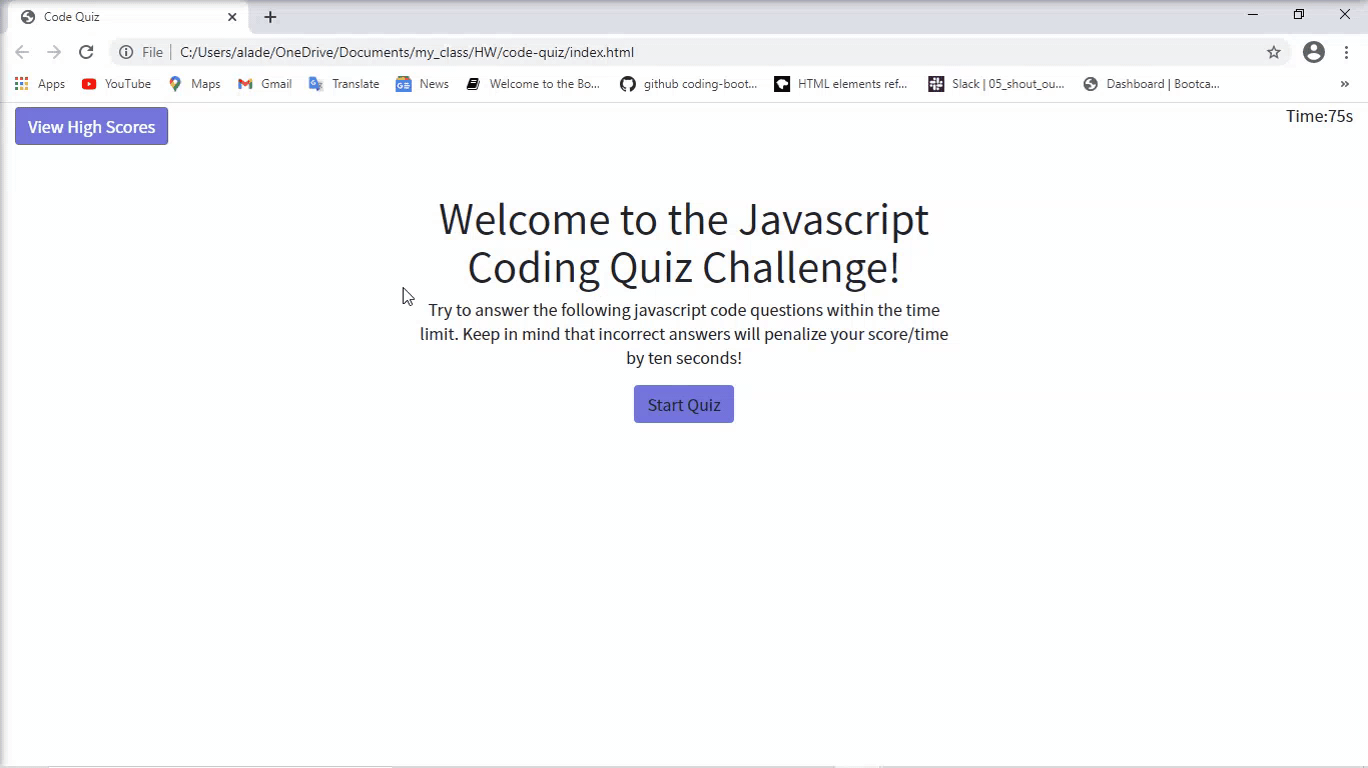 Code Quiz
File C:/Users/alade/OneDrive/Documents/my_class/HW/code-quiz/index.html
Apps YouTube Maps Gmail Translate News Welcome to the Bo... github coding-boot... HTML elements ref... Slack | 05_shout_ou... Dashboard | Bootca... »
View High Scores Time:75s
Welcome to the Javascript
Coding Quiz Challenge!
Try to answer the following javascript code questions within the time
limit. Keep in mind that incorrect answers will penalize your score/time
by ten seconds!
Start Quiz